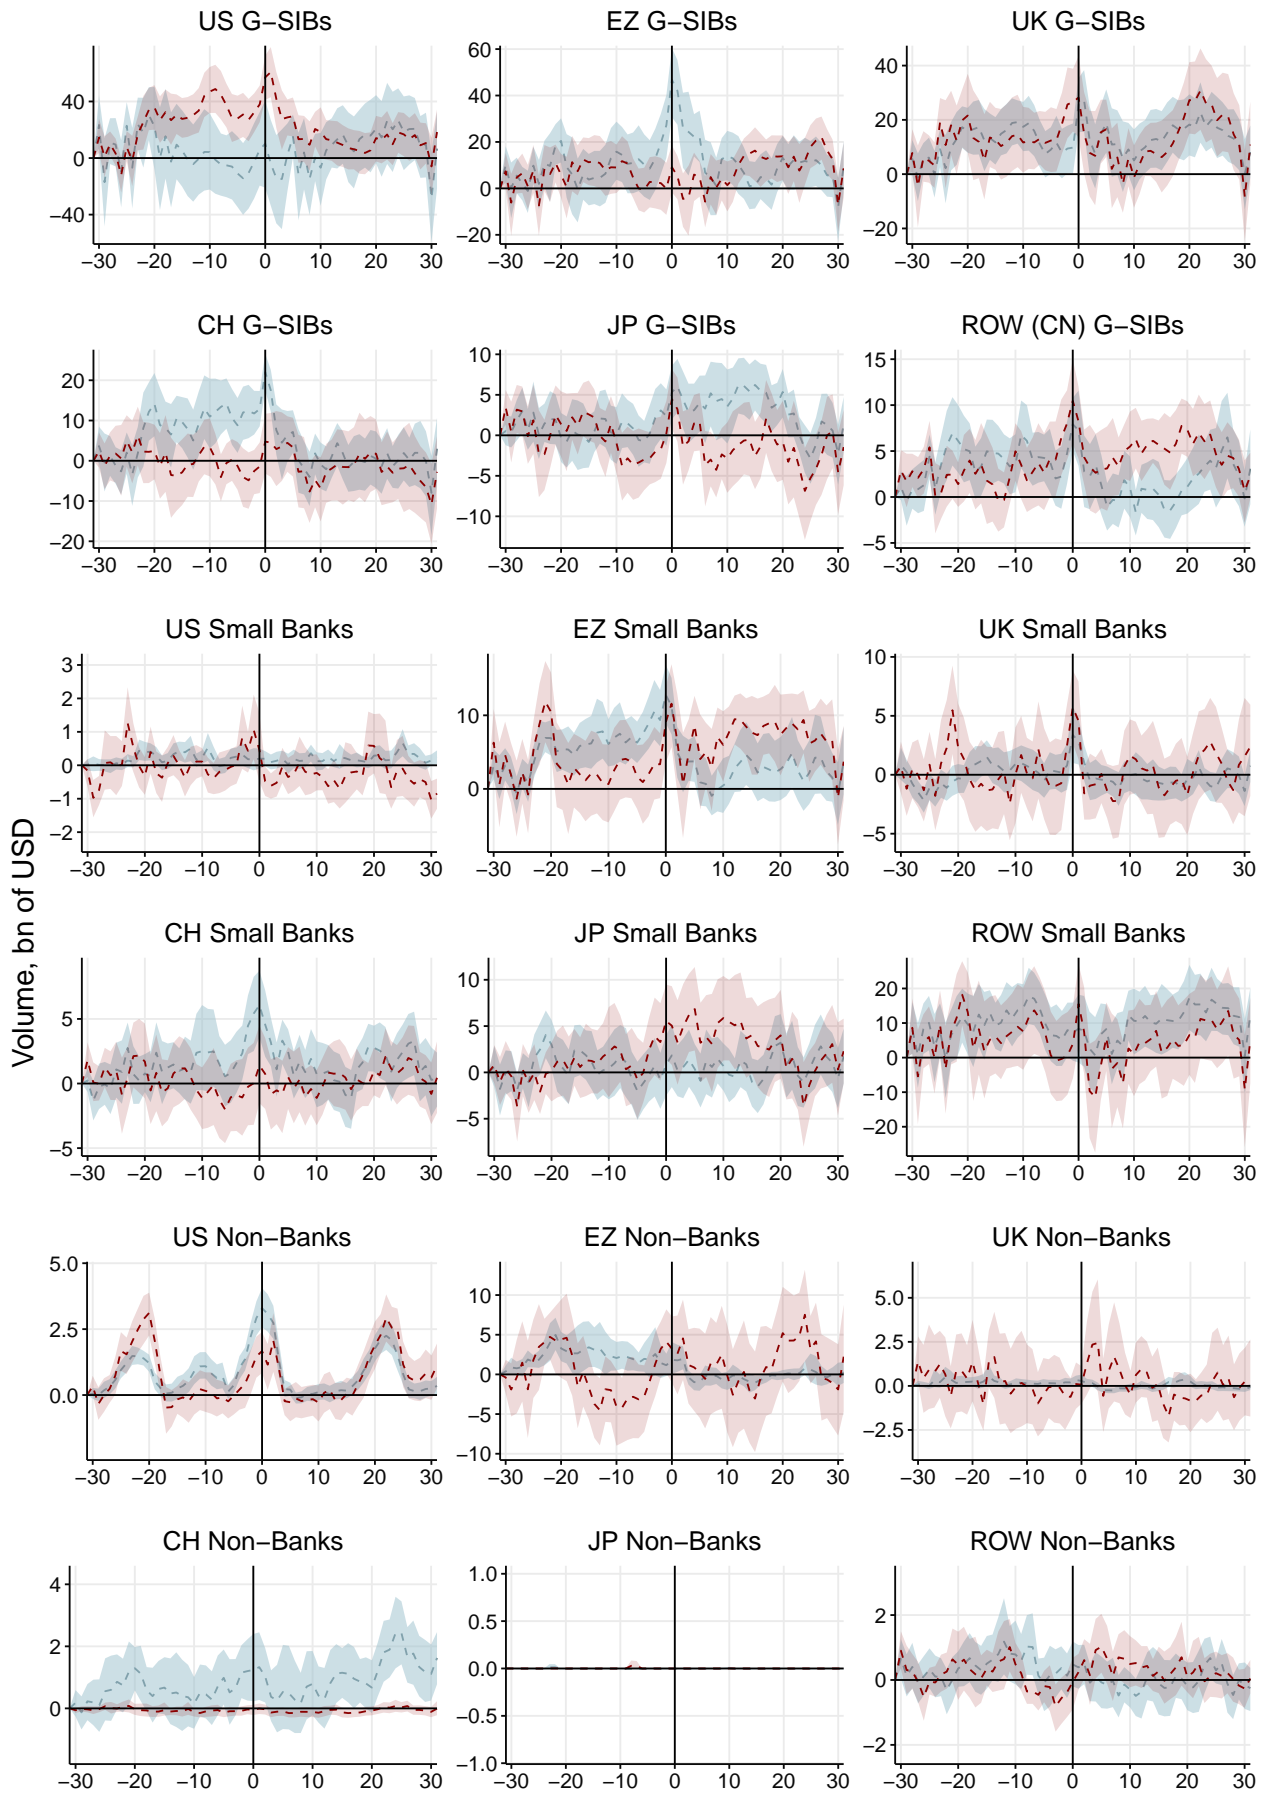 US G−SIBs
EZ G−SIBs
UK G−SIBs
40
0
−40
−30 −20 −10 0 10 20 30
60
40
20
0
−20
−30 −20 −10 0 10 20 30
40
20
0
−20
−30 −20 −10 0 10 20 30
CH G−SIBs
JP G−SIBs
ROW (CN) G−SIBs
20
10
0
−10
−20
−30 −20 −10 0 10 20 30
10
5
0
−5
−10
−30 −20 −10 0 10 20 30
15
10
5
0
−5
−30 −20 −10 0 10 20 30
US Small Banks
EZ Small Banks
UK Small Banks
3
2
1
0
−1
−2
−30 −20 −10 0 10 20 30
10
0
−30 −20 −10 0 10 20 30
10
5
0
−5
−30 −20 −10 0 10 20 30
Volume, bn of USD
CH Small Banks
JP Small Banks
ROW Small Banks
5
0
−5
−30 −20 −10 0 10 20 30
10
5
0
−5
−30 −20 −10 0 10 20 30
20
10
0
−10
−20
−30 −20 −10 0 10 20 30
US Non−Banks
EZ Non−Banks
UK Non−Banks
5.0
2.5
0.0
−30 −20 −10 0 10 20 30
10
5
0
−5
−10
−30 −20 −10 0 10 20 30
5.0
2.5
0.0
−2.5
−30 −20 −10 0 10 20 30
CH Non−Banks
JP Non−Banks
ROW Non−Banks
4
2
0
−30 −20 −10 0 10 20 30
1.0
0.5
0.0
−0.5
−1.0
−30 −20 −10 0 10 20 30
2
0
−2
−30 −20 −10 0 10 20 30